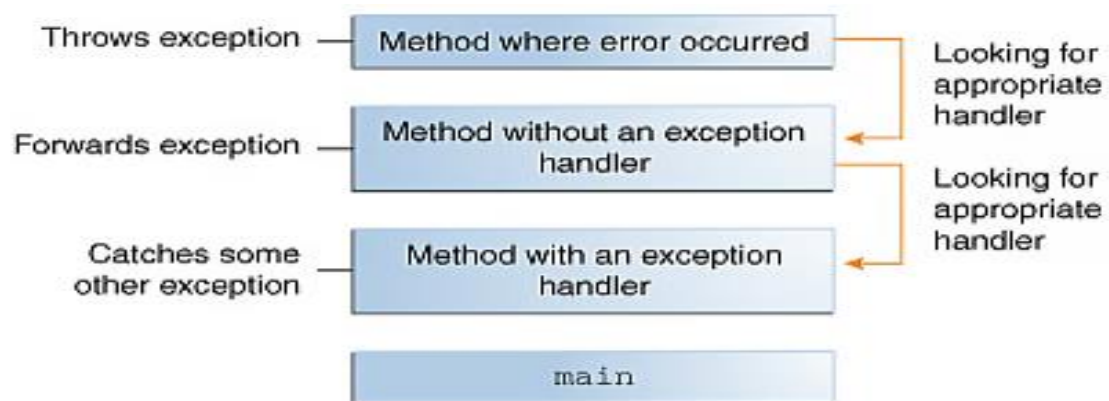 Throws exception
Method where error occurred
Looking for
appropriate
handler
Forwards exception
Method without an exception
handler
Looking for
appropriate
handler
Catches some
other exception
Method with an exception
handler
main